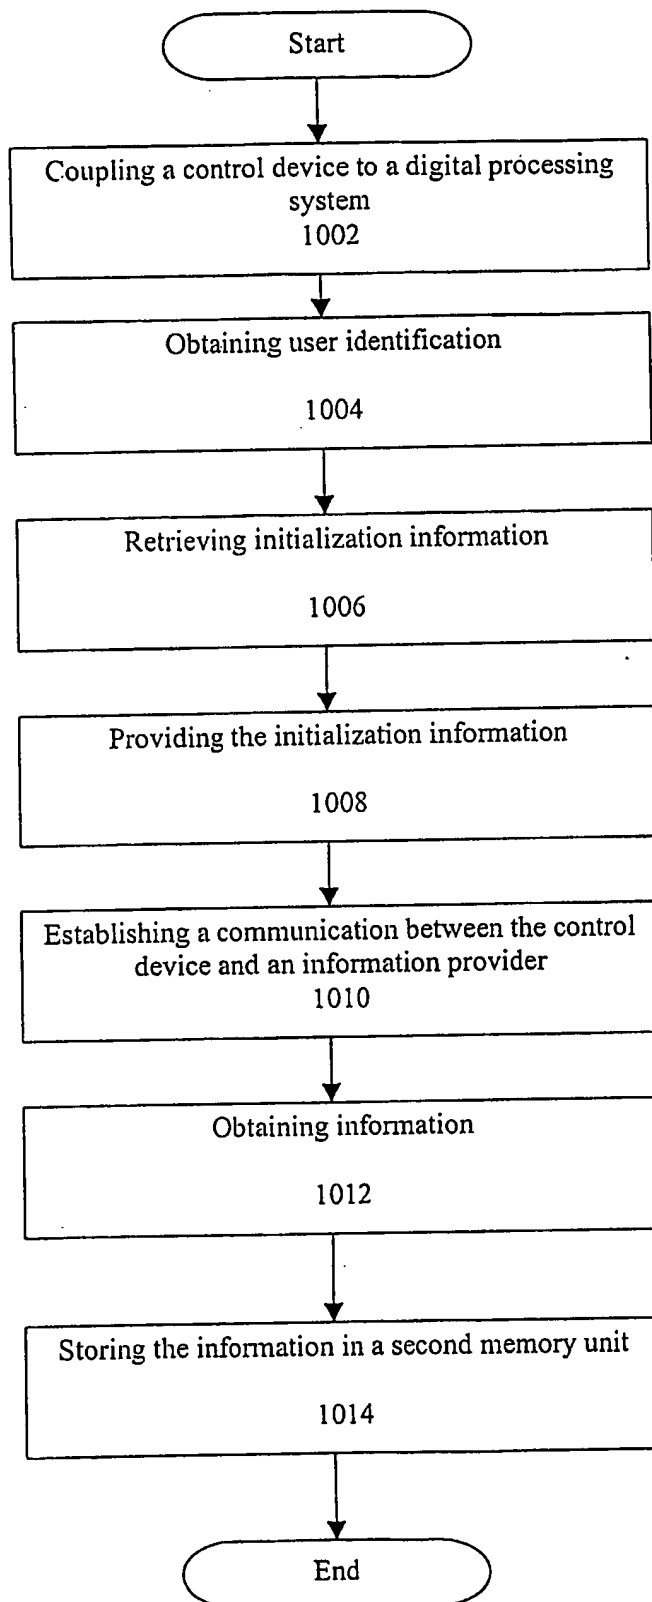 Start
Coupling a control device to a digital processing
system
1002
Obtaining user identification
1004
Retrieving initialization information
1006
Providing the initialization information
1008
Establishing a communication between the control
device and an information provider
1010
Obtaining information
1012
Storing the information in a second memory unit
1014
End